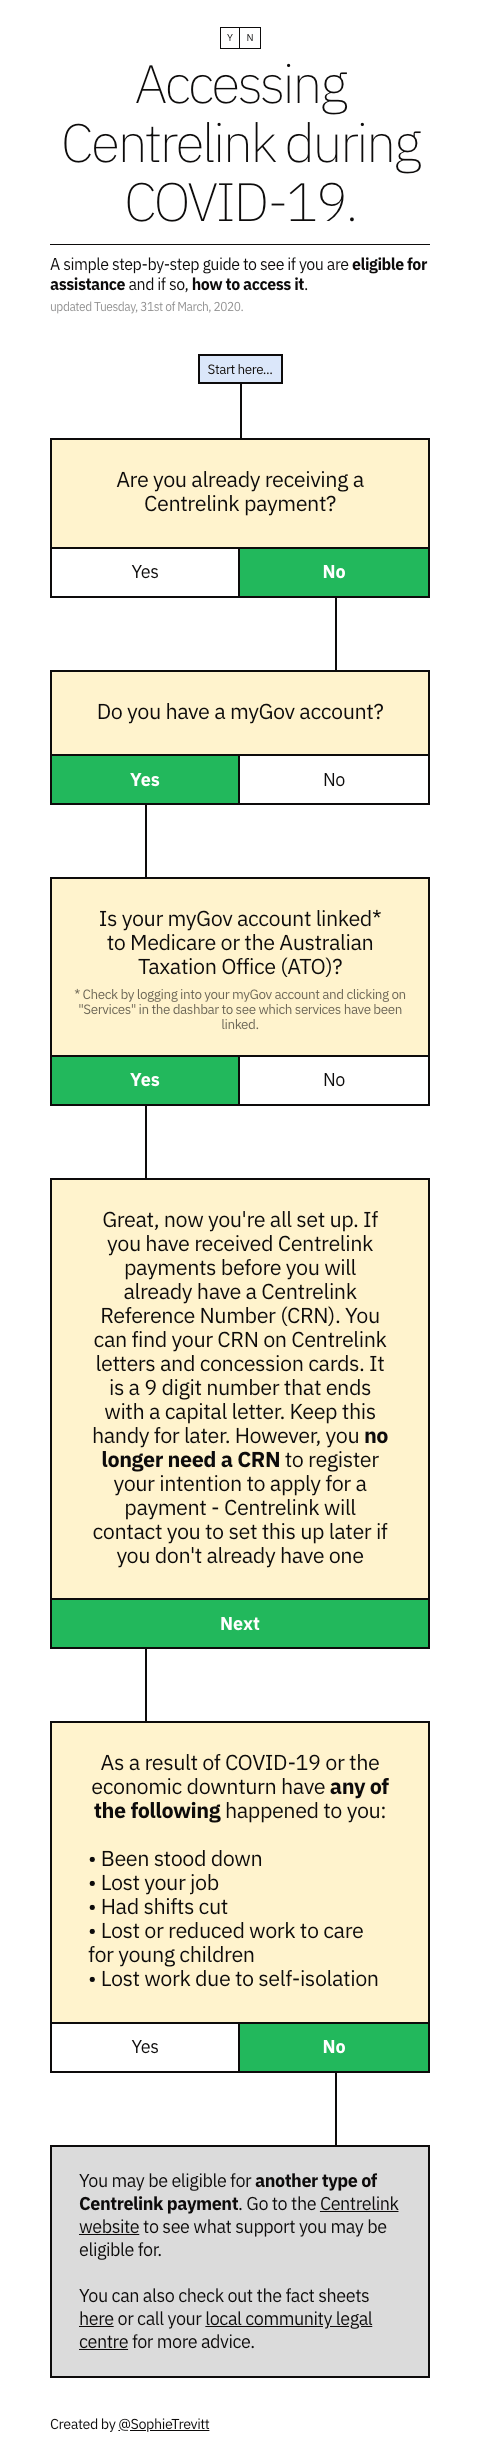 Y N
Accessing
Centrelink during
COVID-19.
A simple step-by-step guide to see if you are eligible for
assistance and if so, how to access it.
updated Tuesday, 31st of March, 2020.
Start here...
Are you already receiving a
Centrelink payment?
Yes No
Do you have a myGov account?
Yes No
Is your myGov account linked*
to Medicare or the Australian
Taxation Office (ATO)?
* Check by logging into your myGov account and clicking on
"Services" in the dashbar to see which services have been
linked.
Yes No
Great, now you're all set up. If
you have received Centrelink
payments before you will
already have a Centrelink
Reference Number (CRN). You
can find your CRN on Centrelink
letters and concession cards. It
is a 9 digit number that ends
with a capital letter. Keep this
handy for later. However, you no
longer need a CRN to register
your intention to apply for a
payment - Centrelink will
contact you to set this up later if
you don't already have one
Next
As a result of COVID-19 or the
economic downturn have any of
the following happened to you:
• Been stood down
• Lost your job
• Had shifts cut
• Lost or reduced work to care
for young children
• Lost work due to self-isolation
Yes No
You may be eligible for another type of
Centrelink payment. Go to the Centrelink
website to see what support you may be
eligible for.
You can also check out the fact sheets
here or call your local community legal
centre for more advice.
Created by @SophieTrevitt